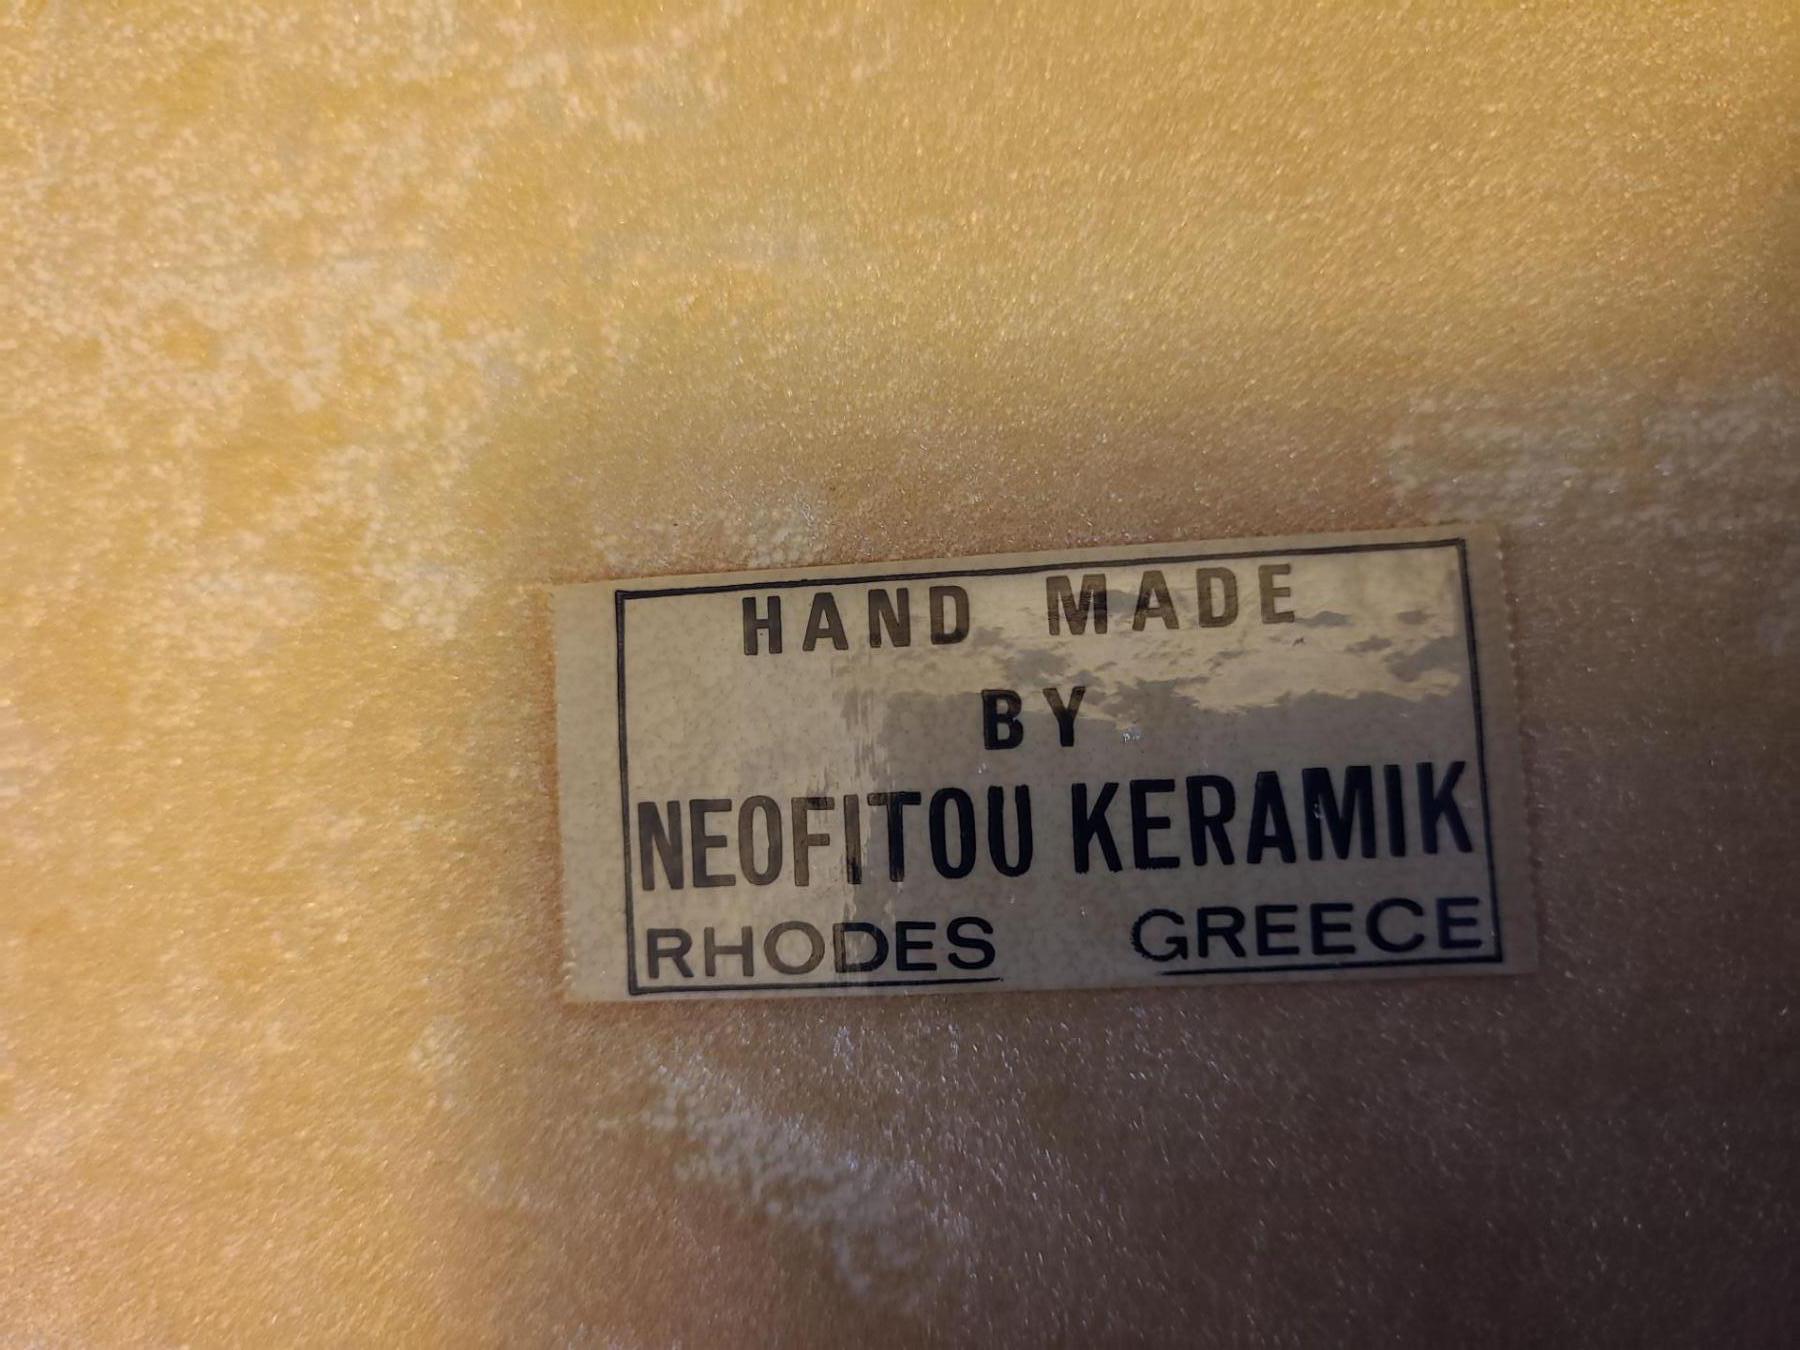 HAND MADE
BY
NEOFITOU KERAMIK
RHODES GREECE